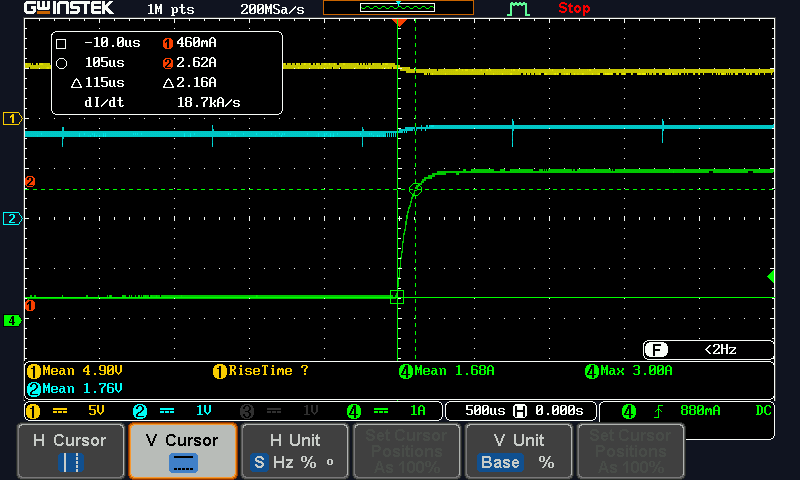 GWINSTEK 1M pts 200MSa/s Stop
-10.0us 1 460mA
105us 2 2.62A
△115us △2.16A
dI/dt 18.7kA/s
1
2
2
1
4
F <2Hz
1 Mean 4.90V 1 RiseTime ? 4 Mean 1.68A 4 Max 3.00A
2 Mean 1.76V
1 5V 2 1V 3 1V 4 1A 500us H 0.000s 4 880mA DC
H Cursor V Cursor H Unit Set Cursor Positions As 100% V Unit Set Cursor Positions As 100%
S Hz % ° Base %